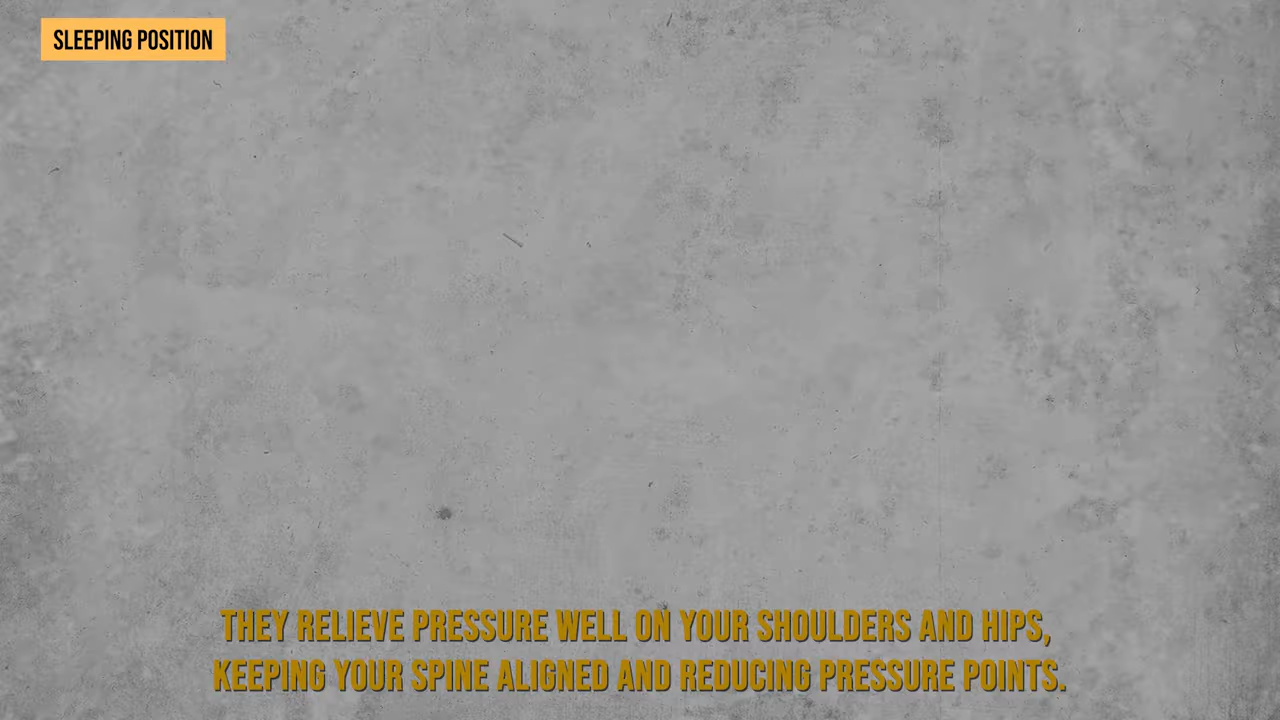 SLEEPING POSITION
THEY RELIEVE PRESSURE WELL ON YOUR SHOULDERS AND HIPS,
KEEPING YOUR SPINE ALIGNED AND REDUCING PRESSURE POINTS.